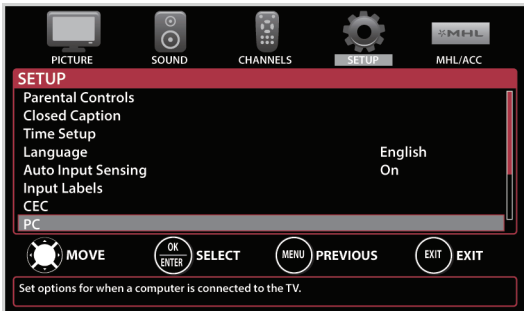 MHL
PICTURE SOUND CHANNELS SETUP MHL/ACC
SETUP
Parental Controls
Closed Caption
Time Setup
Language English
Auto Input Sensing On
Input Labels
CEC
PC
MOVE OK ENTER SELECT MENU PREVIOUS EXIT EXIT
Set options for when a computer is connected to the TV.